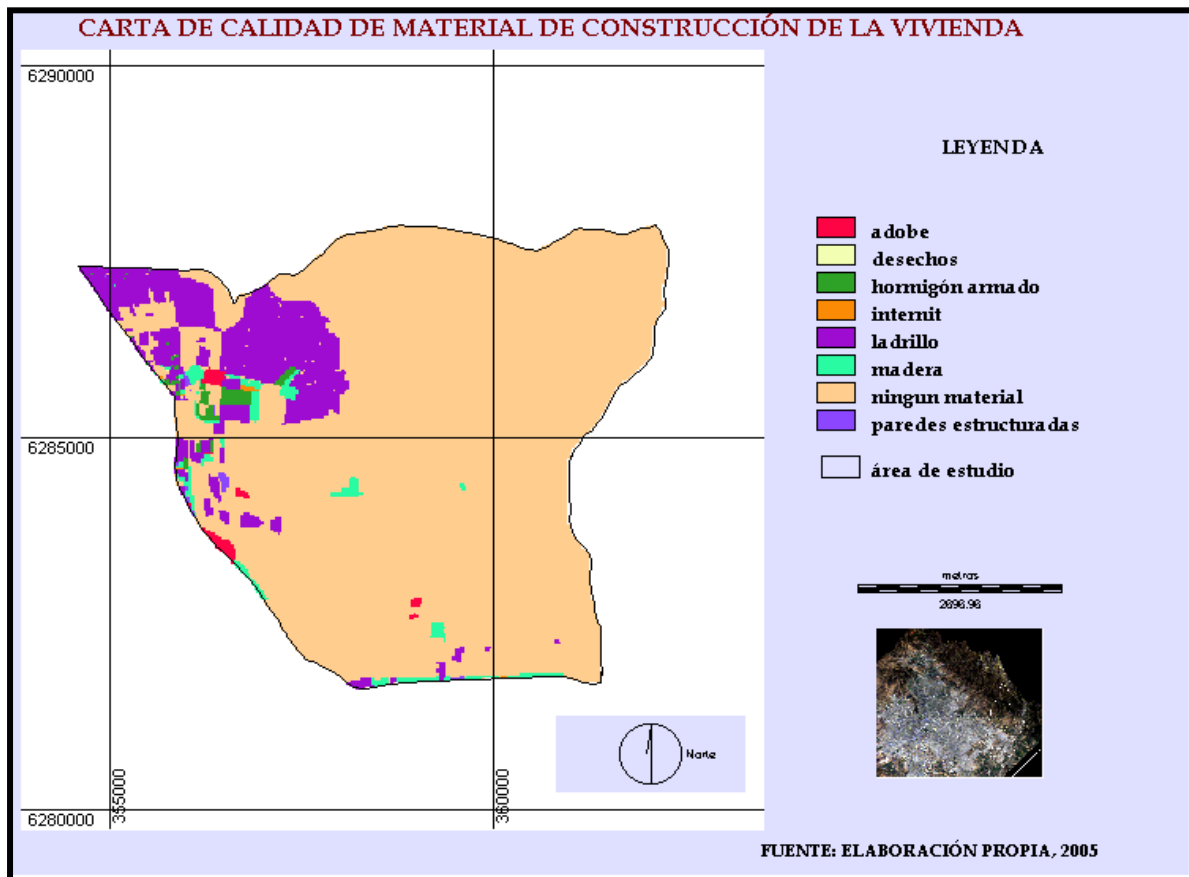 CARTA DE CALIDAD DE MATERIAL DE CONSTRUCCIÓN DE LA VIVIENDA
6290000
LEYENDA
adobe
desechos
hormigón armado
internit
ladrillo
madera
ningun material
paredes estructuradas
6285000
área de estudio
metros
2696.96
Norte
6280000
355000
360000
FUENTE: ELABORACIÓN PROPIA, 2005